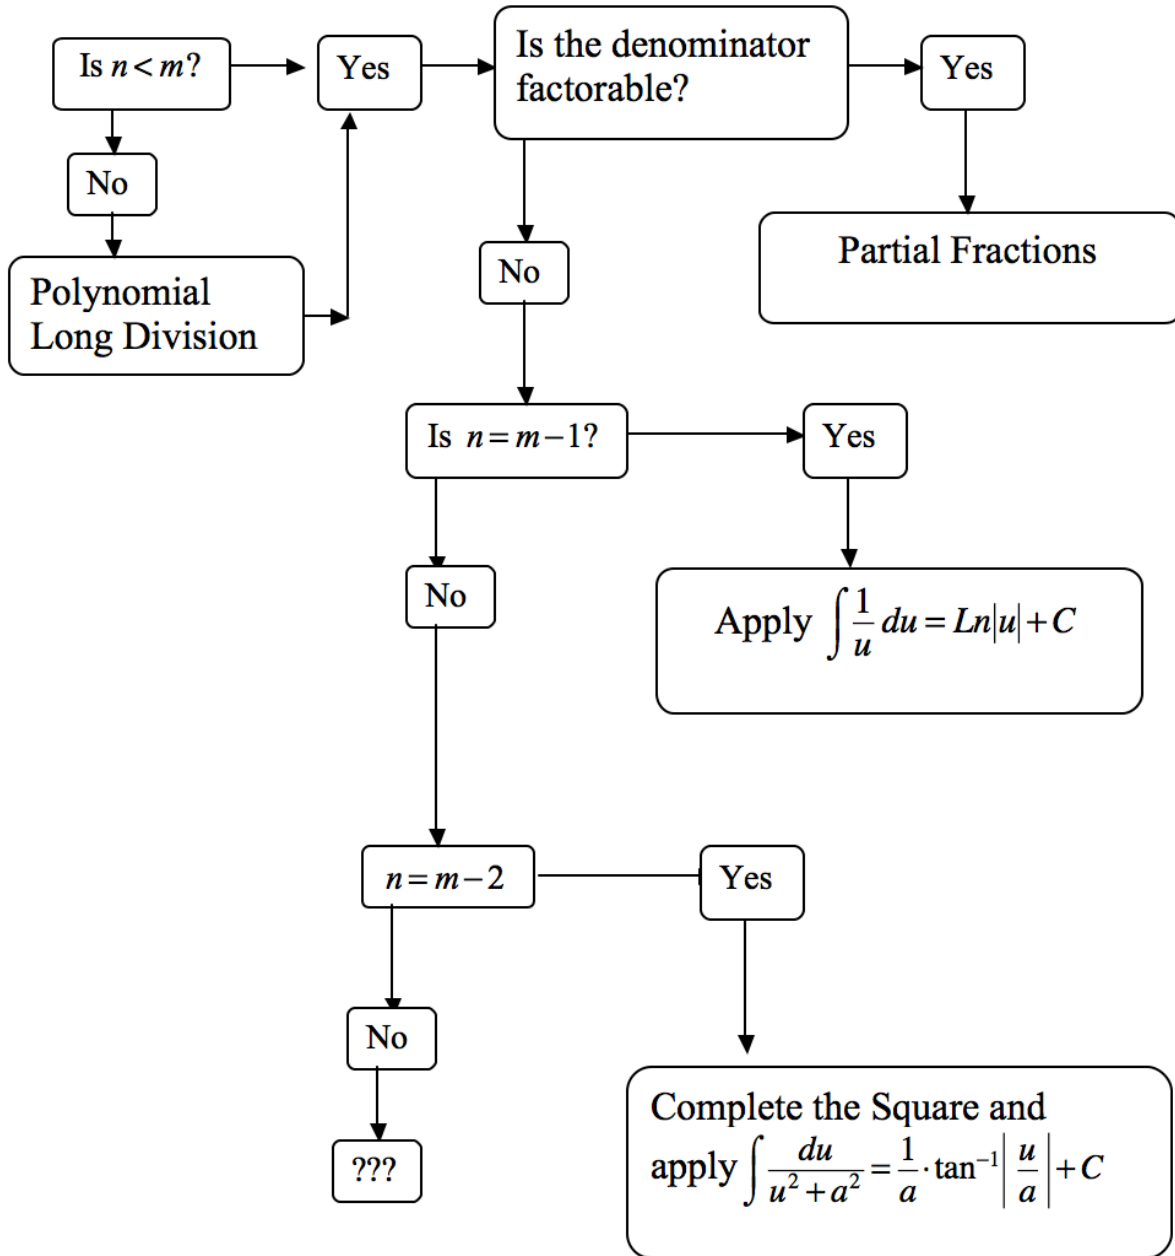 Is n < m?
Yes
Is the denominator
factorable?
Yes
No
Polynomial
Long Division
No
Partial Fractions
Is n = m − 1?
Yes
No
Apply ∫ 1/u du = Ln|u| + C
n = m − 2
Yes
No
???
Complete the Square and
apply ∫ du/(u² + a²) = 1/a · tan⁻¹|u/a| + C